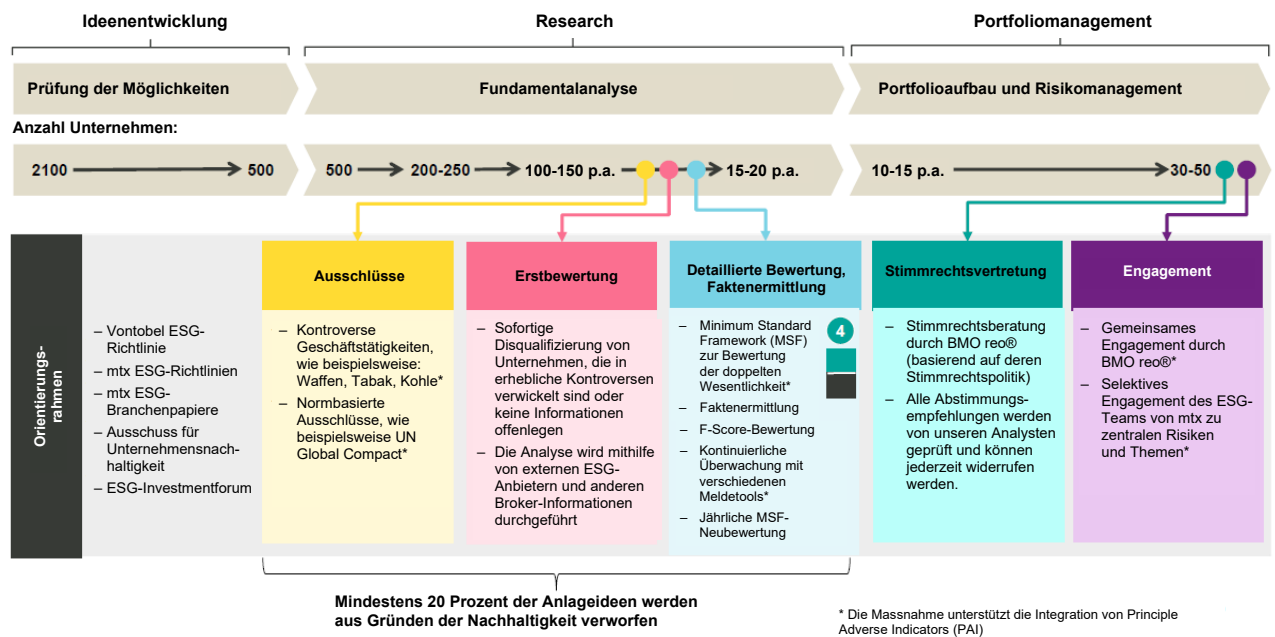 Ideenentwicklung
Research
Portfoliomanagement
Prüfung der Möglichkeiten
Fundamentalanalyse
Portfolioaufbau und Risikomanagement
Anzahl Unternehmen:
2100
500
500
200-250
100-150 p.a.
15-20 p.a.
10-15 p.a.
30-50
Orientierungs-
rahmen
– Vontobel ESG-
Richtlinie
– mtx ESG-Richtlinien
– mtx ESG-
Branchenpapiere
– Ausschuss für
Unternehmensnach-
haltigkeit
– ESG-Investmentforum
Ausschlüsse
– Kontroverse
Geschäftstätigkeiten,
wie beispielsweise:
Waffen, Tabak, Kohle*
– Normbasierte
Ausschlüsse, wie
beispielsweise UN
Global Compact*
Erstbewertung
– Sofortige
Disqualifizierung von
Unternehmen, die in
erhebliche Kontroversen
verwickelt sind oder
keine Informationen
offenlegen
– Die Analyse wird mithilfe
von externen ESG-
Anbietern und anderen
Broker-Informationen
durchgeführt
Detaillierte Bewertung,
Faktenermittlung
– Minimum Standard
Framework (MSF)
zur Bewertung
der doppelten
Wesentlichkeit*
– Faktenermittlung
– F-Score-Bewertung
– Kontinuierliche
Überwachung mit
verschiedenen
Meldetools*
– Jährliche MSF-
Neubewertung
4
Stimmrechtsvertretung
– Stimmrechtsberatung
durch BMO reo®
(basierend auf deren
Stimmrechtspolitik)
– Alle Abstimmungs-
empfehlungen werden
von unseren Analysten
geprüft und können
jederzeit widerrufen
werden.
Engagement
– Gemeinsames
Engagement durch
BMO reo®*
– Selektives
Engagement des ESG-
Teams von mtx zu
zentralen Risiken
und Themen*
Mindestens 20 Prozent der Anlageideen werden
aus Gründen der Nachhaltigkeit verworfen
* Die Massnahme unterstützt die Integration von Principle
Adverse Indicators (PAI)